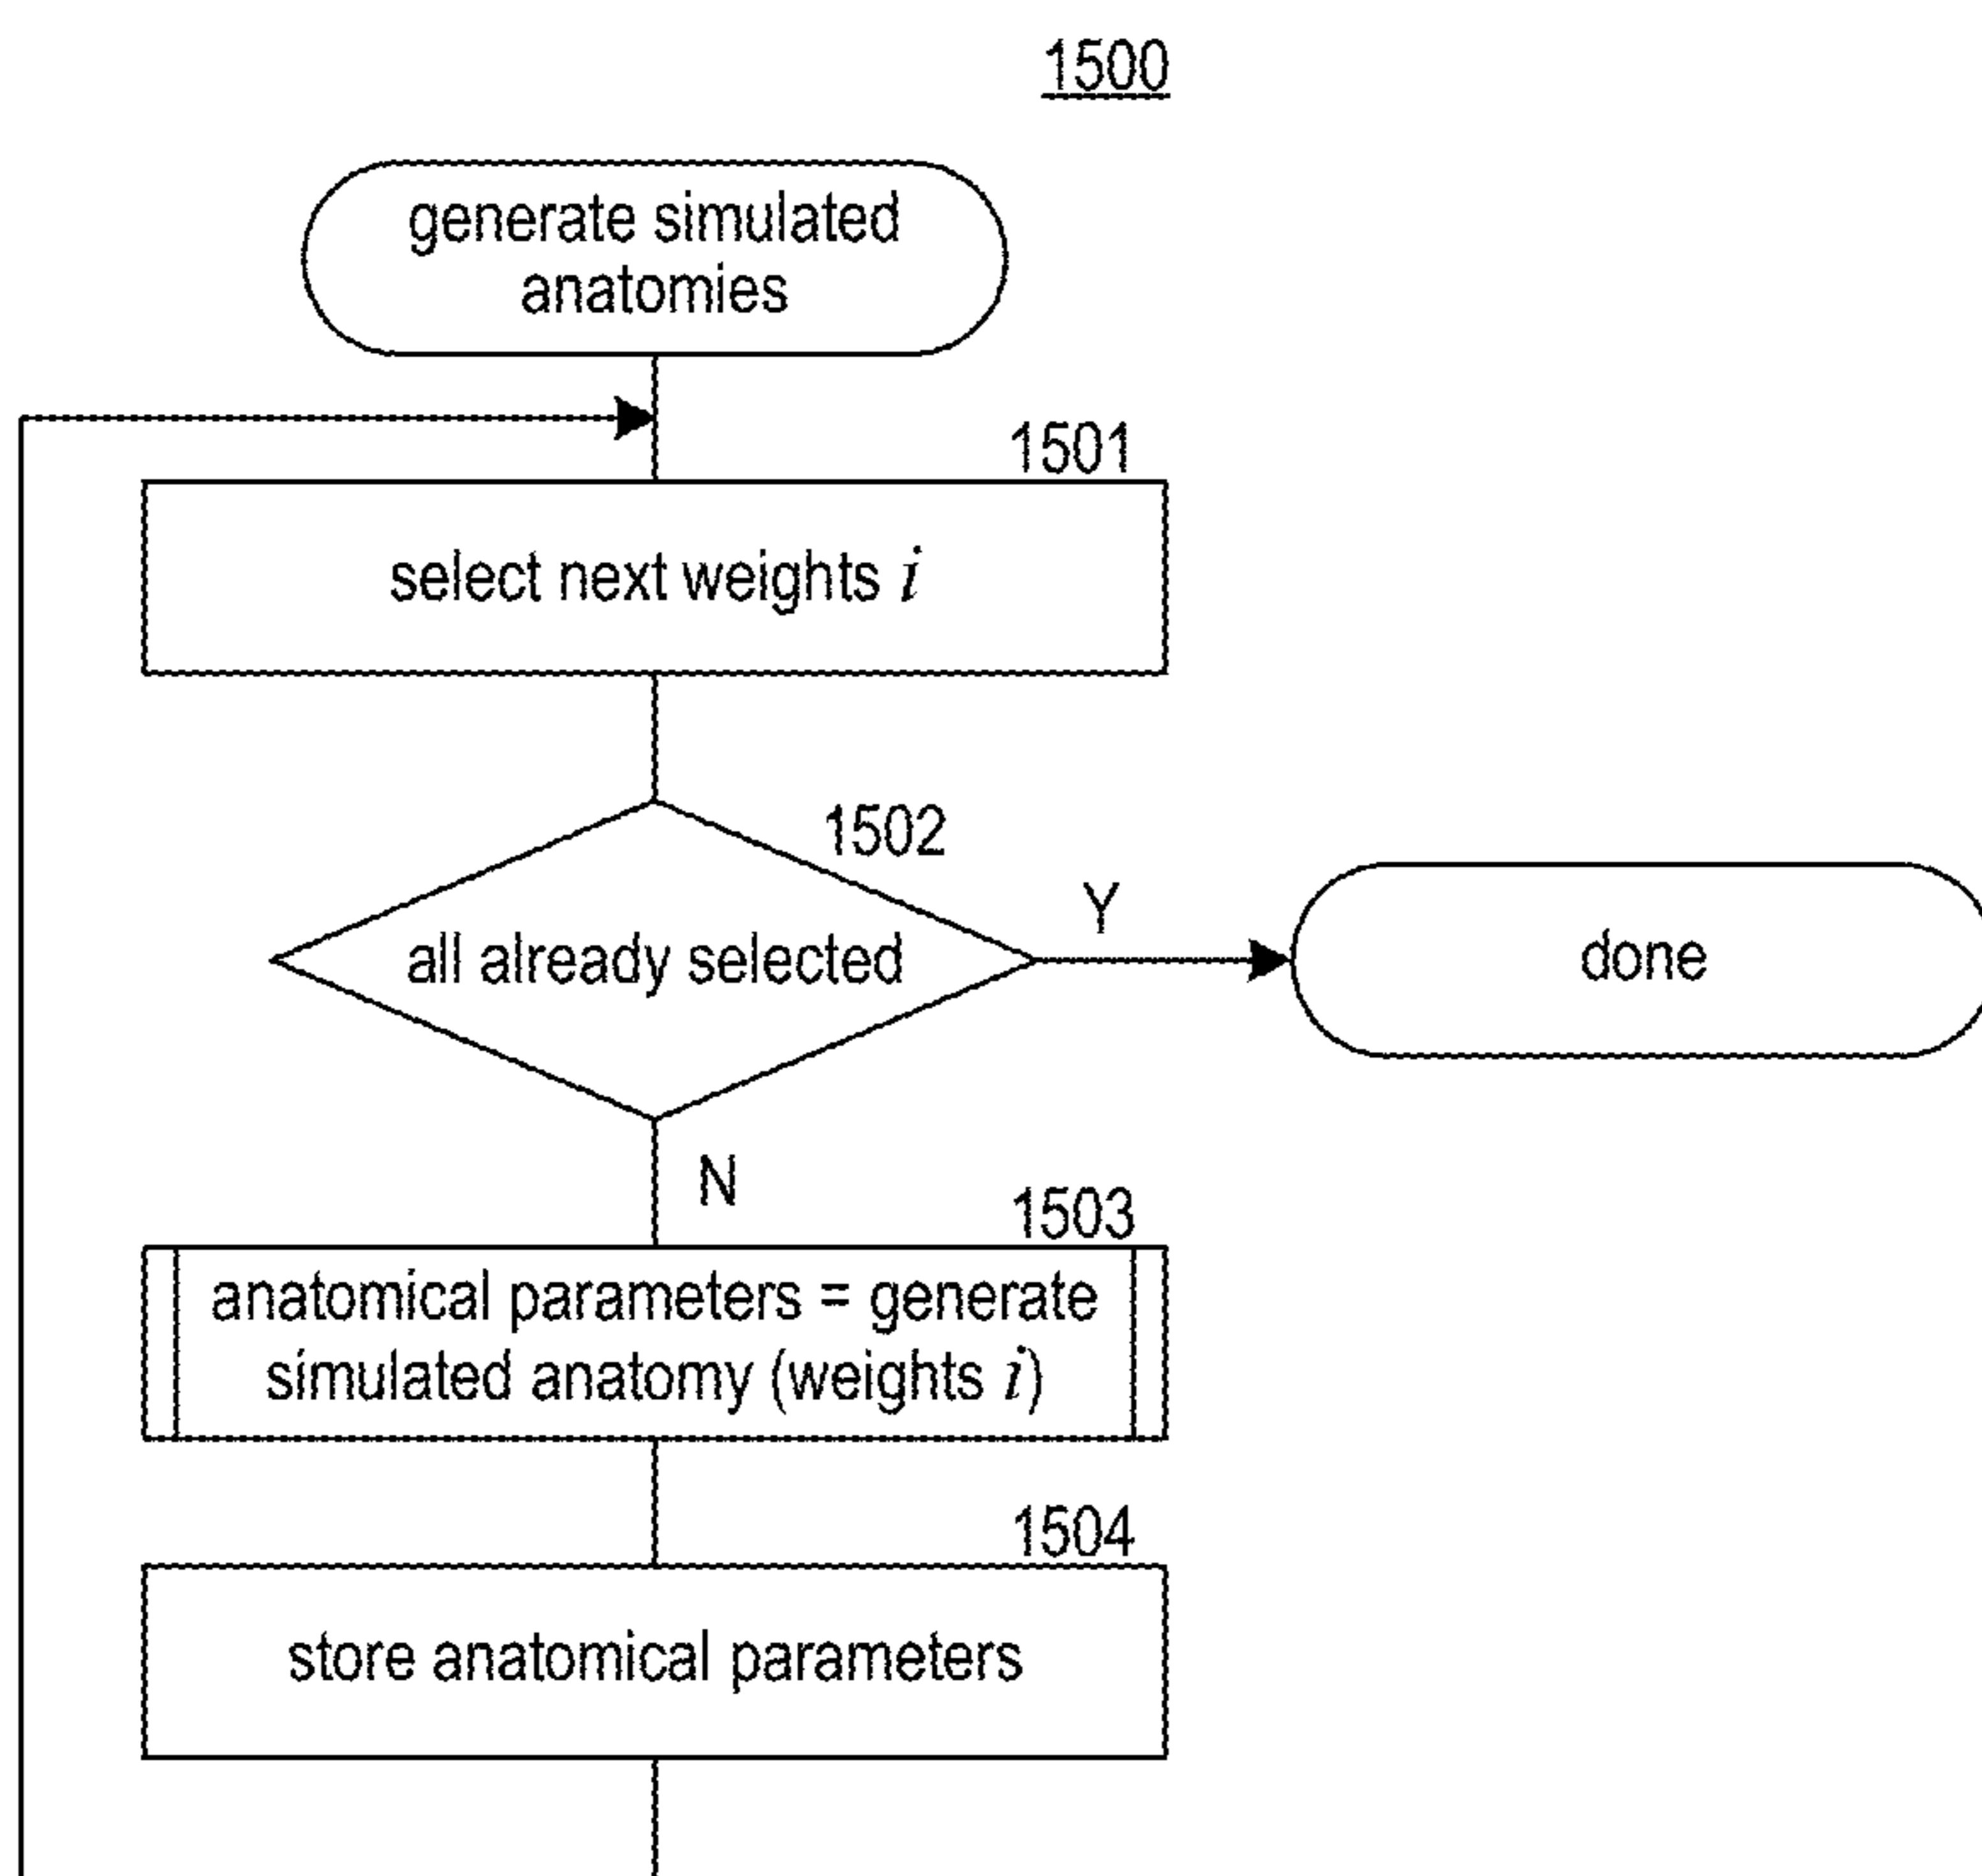 1500
generate simulated
anatomies
1501
select next weights i
1502
all already selected
Y
done
N
1503
anatomical parameters = generate
simulated anatomy (weights i)
1504
store anatomical parameters